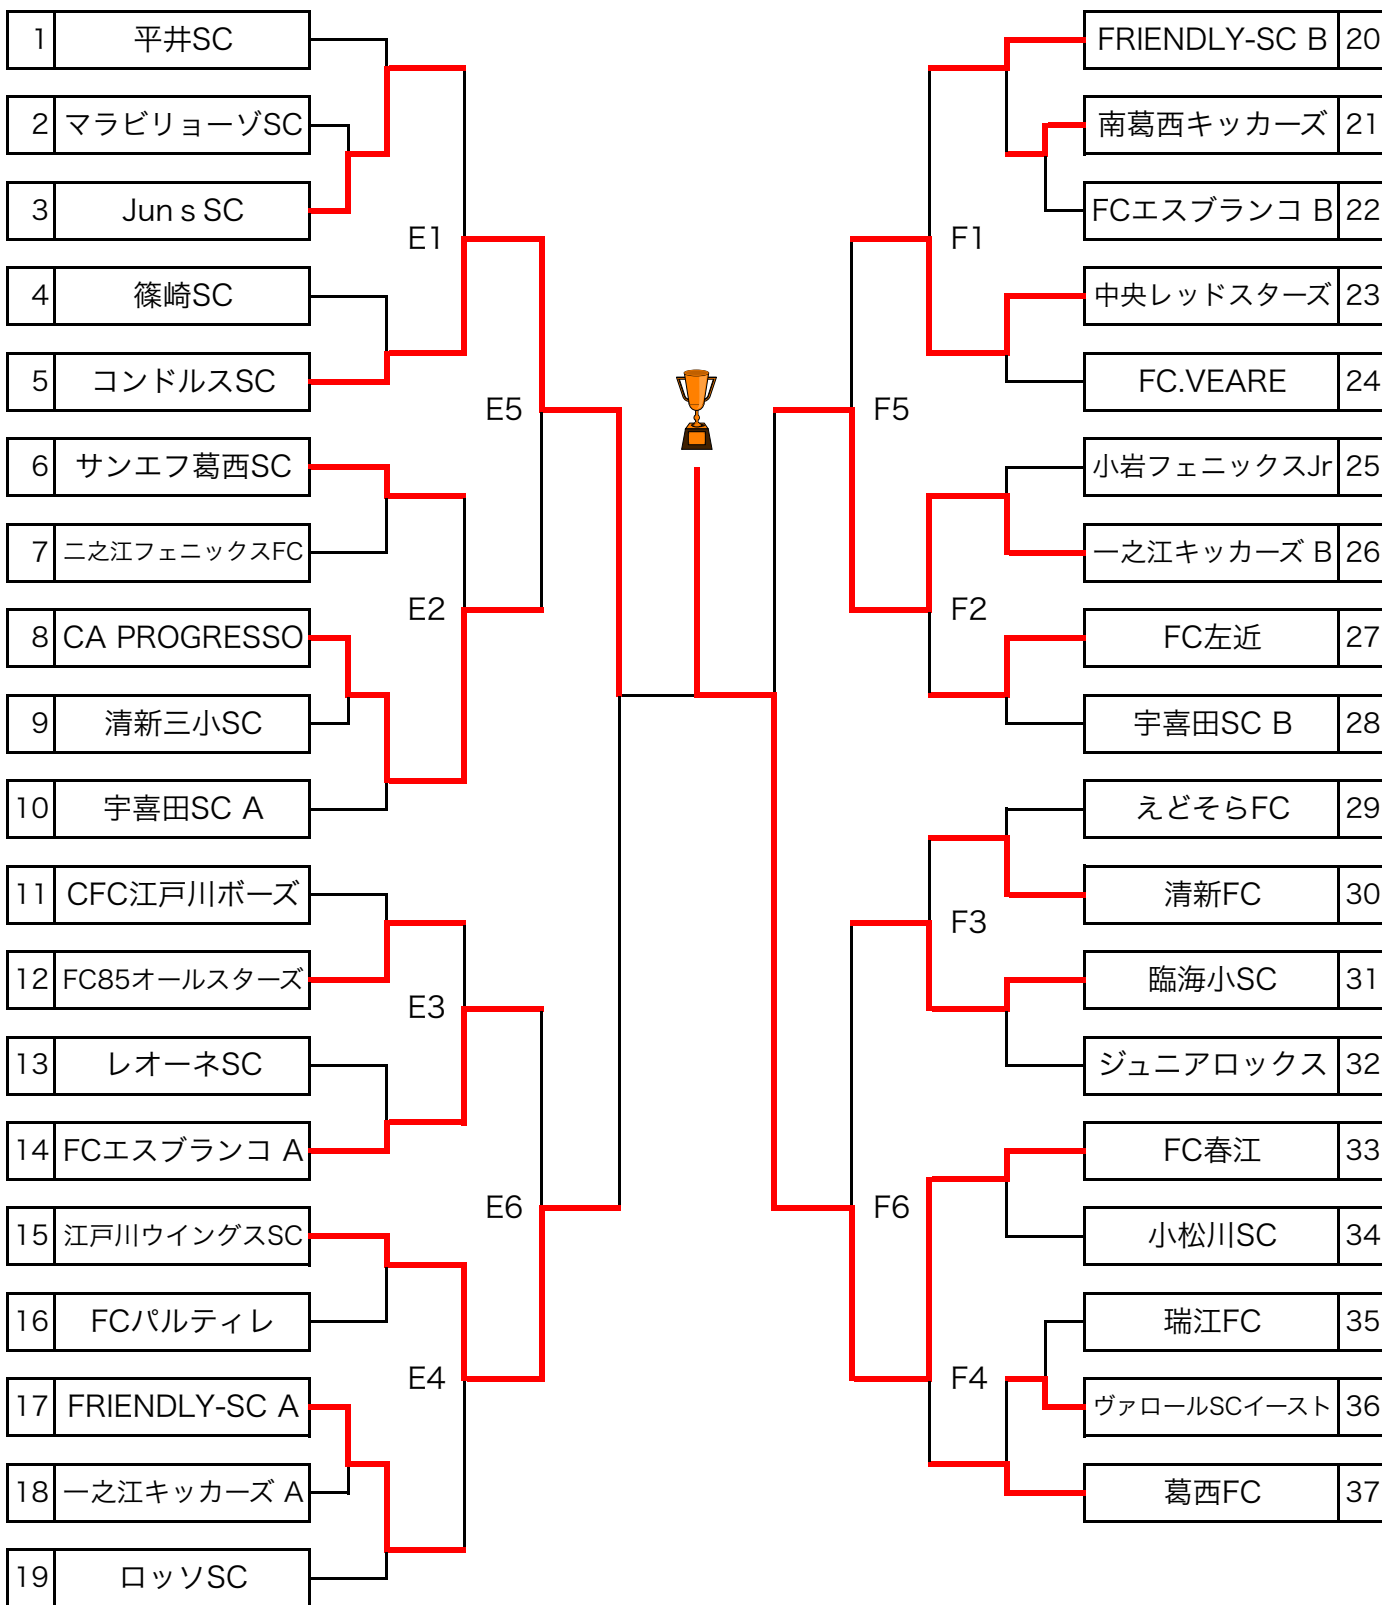 1 平井SC
2 マラビリョーゾSC
3 Jun s SC
4 篠崎SC
5 コンドルスSC
6 サンエフ葛西SC
7 二之江フェニックスFC
8 CA PROGRESSO
9 清新三小SC
10 宇喜田SC A
11 CFC江戸川ボーズ
12 FC85オールスターズ
13 レオーネSC
14 FCエスブランコ A
15 江戸川ウイングスSC
16 FCパルティレ
17 FRIENDLY-SC A
18 一之江キッカーズ A
19 ロッソSC
E1
E5
E2
E3
E6
E4
F1
F5
F2
F3
F6
F4
FRIENDLY-SC B 20
南葛西キッカーズ 21
FCエスブランコ B 22
中央レッドスターズ 23
FC.VEARE 24
小岩フェニックスJr 25
一之江キッカーズ B 26
FC左近 27
宇喜田SC B 28
えどそらFC 29
清新FC 30
臨海小SC 31
ジュニアロックス 32
FC春江 33
小松川SC 34
瑞江FC 35
ヴァロールSCイースト 36
葛西FC 37